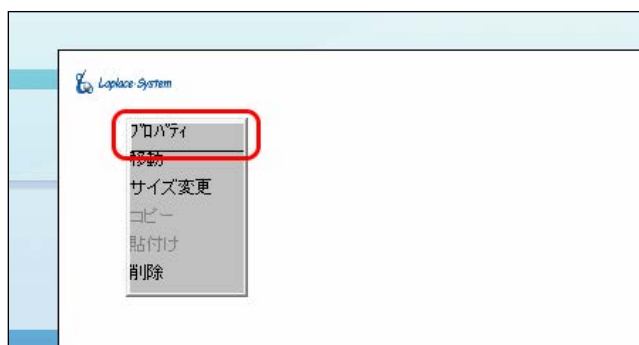 Laplace System
プロパティ
移動
サイズ変更
コピー
貼付け
削除